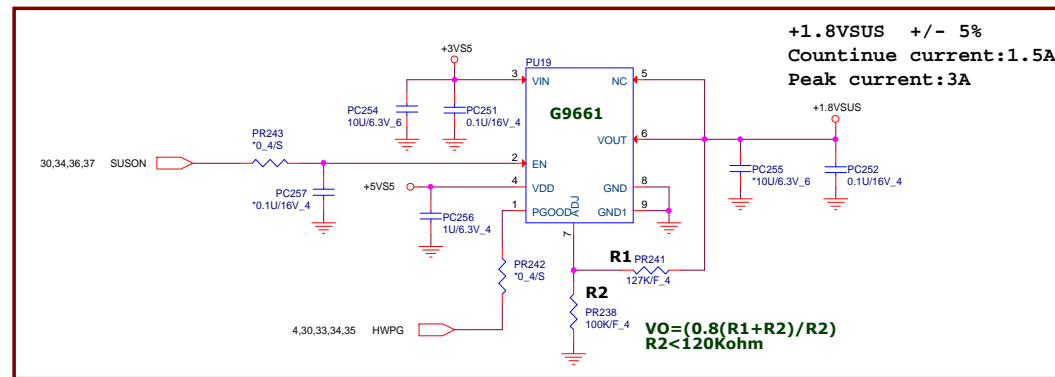 +1.8VSUS +/- 5%
Countinue current:1.5A
Peak current:3A
+3VS5
PU19
3
VIN
NC
5
PC254
10U/6.3V_6
PC251
0.1U/16V_4
G9661
+1.8VSUS
PR243
*0_4/S
VOUT
6
30,34,36,37
SUSON
2
EN
PC255
*10U/6.3V_6
PC252
0.1U/16V_4
PC257
*0.1U/16V_4
+5VS5
4
VDD
GND
8
1
PGOOD
ADJ
GND1
9
PC256
1U/6.3V_4
7
R1
PR241
127K/F_4
PR242
*0_4/S
R2
PR238
100K/F_4
4,30,33,34,35
HWPG
VO=(0.8(R1+R2)/R2)
R2<120Kohm